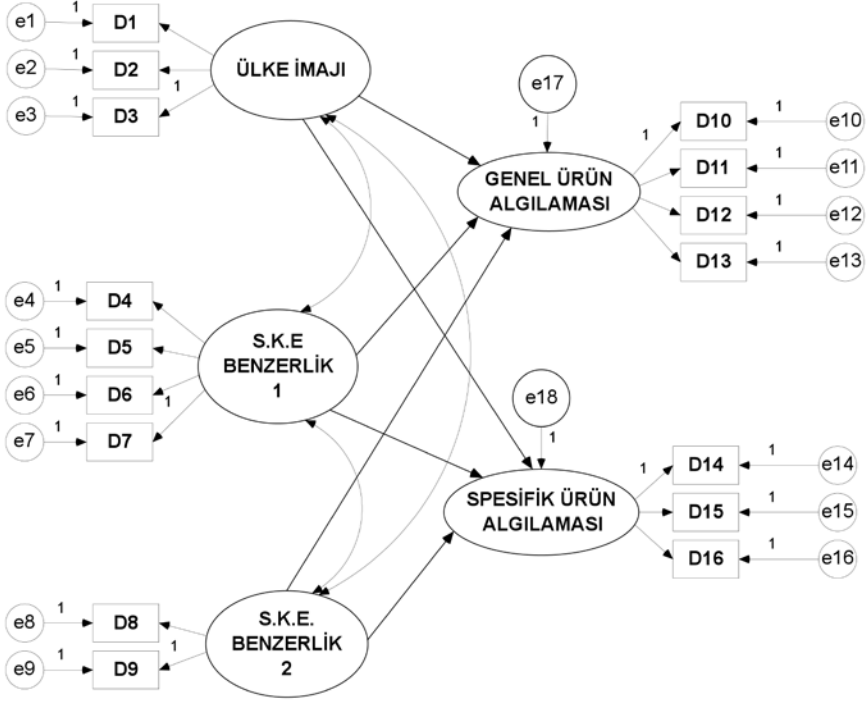 e1 1 D1
e2 1 D2
e3 1 D3
1
ÜLKE İMAJI
e17
1
GENEL ÜRÜN
ALGILAMASI
1
D10 1 e10
D11 1 e11
D12 1 e12
D13 1 e13
e4 1 D4
e5 1 D5
e6 1 D6
e7 1 D7
1
S.K.E
BENZERLİK
1
e18
1
SPESİFİK ÜRÜN
ALGILAMASI
1
D14 1 e14
D15 1 e15
D16 1 e16
e8 1 D8
e9 1 D9
1
S.K.E.
BENZERLİK
2